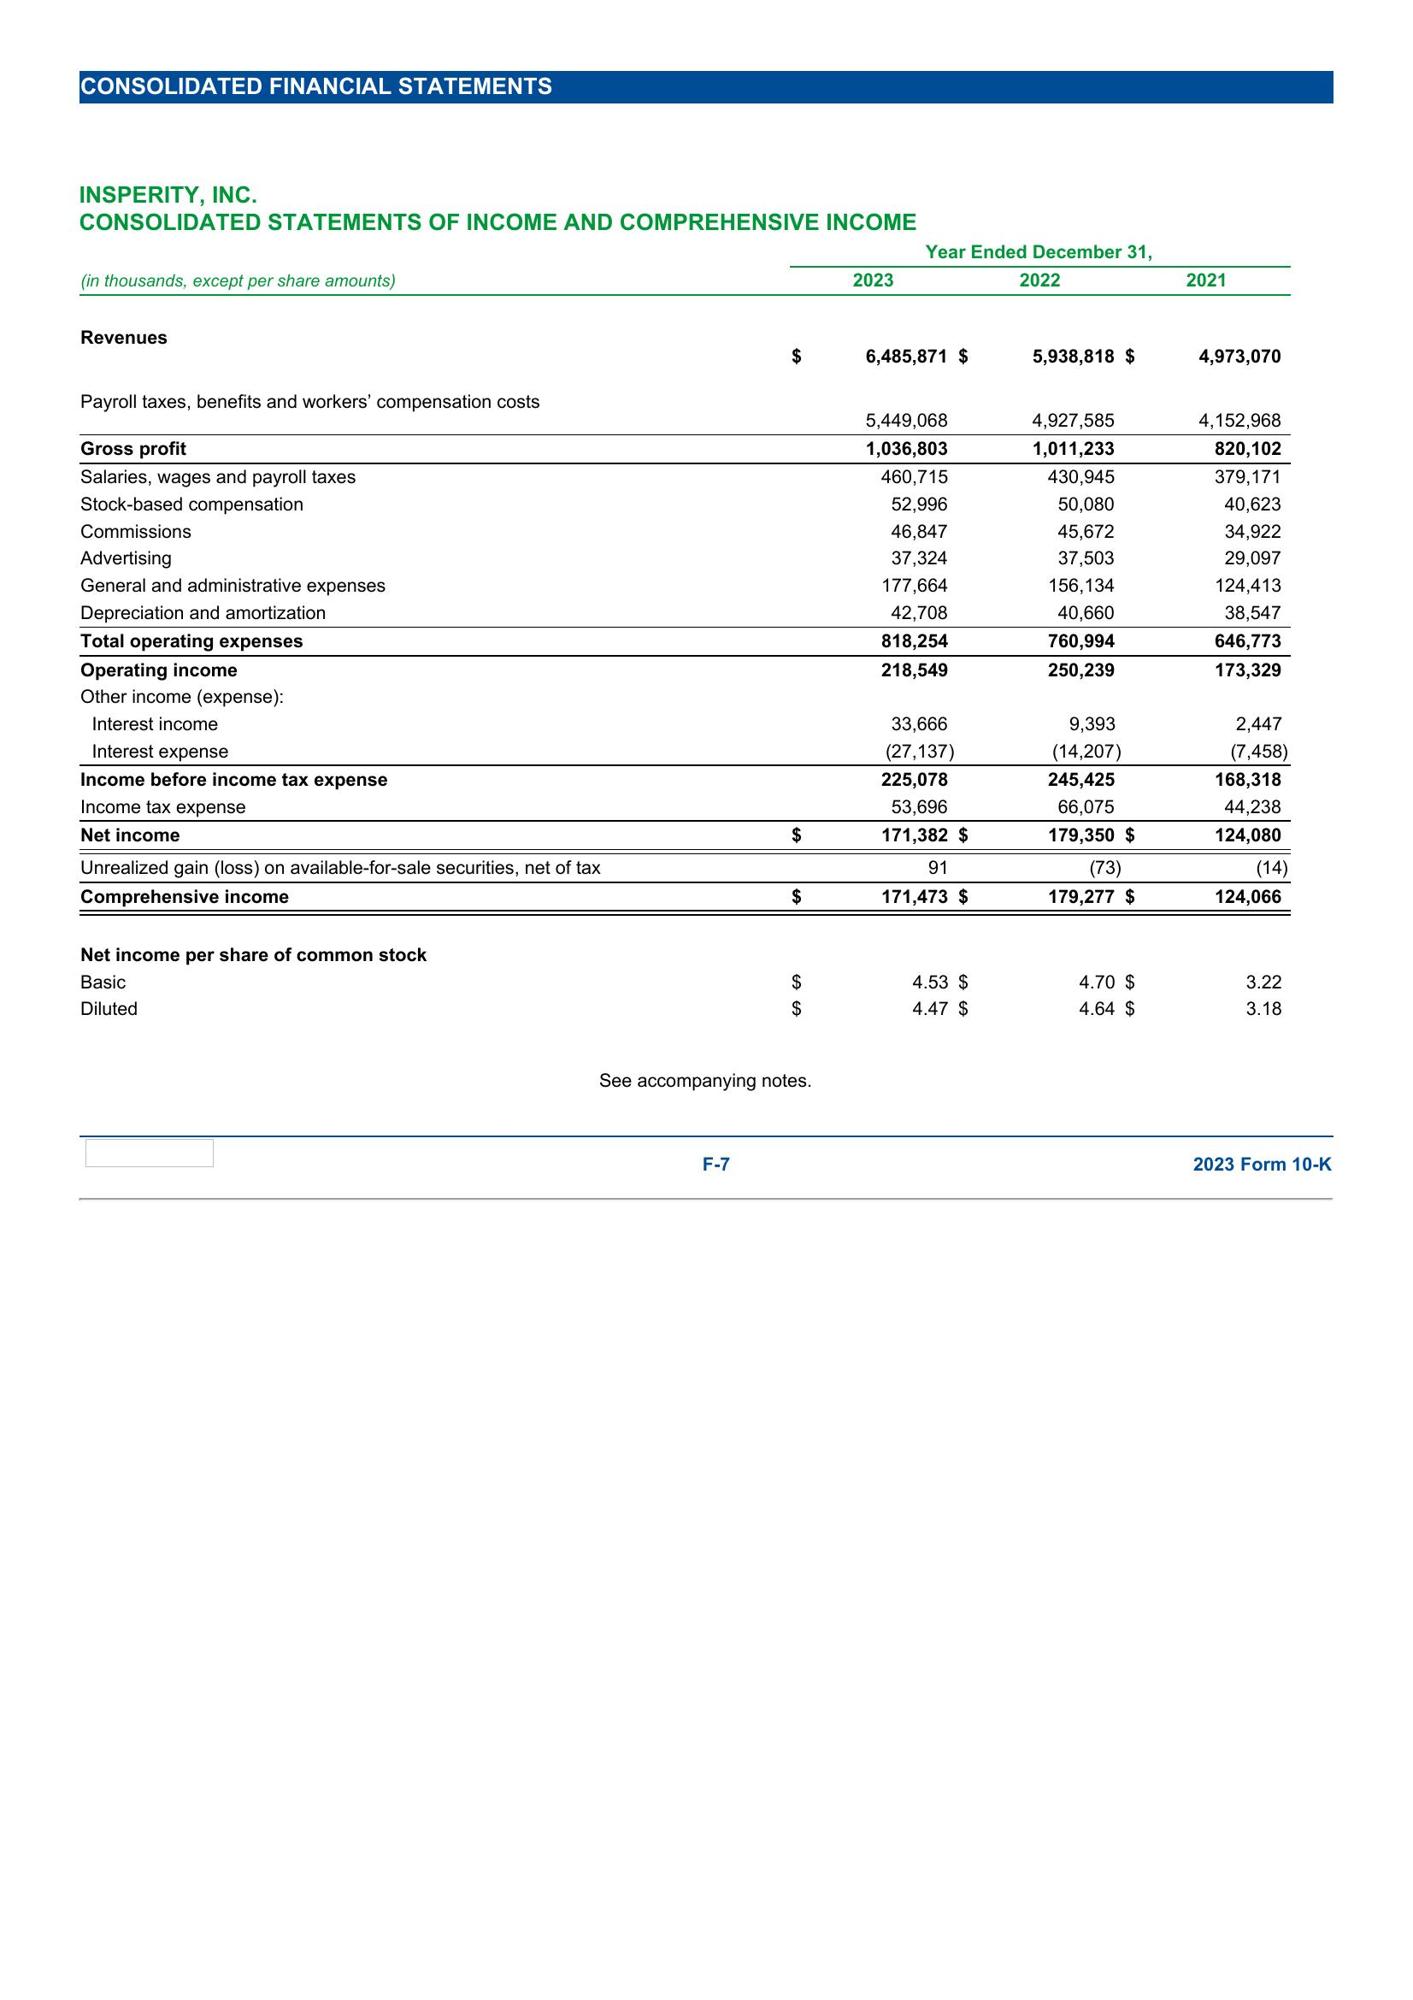 CONSOLIDATED FINANCIAL STATEMENTS
INSPERITY, INC.
CONSOLIDATED STATEMENTS OF INCOME AND COMPREHENSIVE INCOME
Year Ended December 31,
(in thousands, except per share amounts) 2023 2022 2021
Revenues
$ 6,485,871 $ 5,938,818 $ 4,973,070
Payroll taxes, benefits and workers’ compensation costs
5,449,068 4,927,585 4,152,968
Gross profit 1,036,803 1,011,233 820,102
Salaries, wages and payroll taxes 460,715 430,945 379,171
Stock-based compensation 52,996 50,080 40,623
Commissions 46,847 45,672 34,922
Advertising 37,324 37,503 29,097
General and administrative expenses 177,664 156,134 124,413
Depreciation and amortization 42,708 40,660 38,547
Total operating expenses 818,254 760,994 646,773
Operating income 218,549 250,239 173,329
Other income (expense):
Interest income 33,666 9,393 2,447
Interest expense (27,137) (14,207) (7,458)
Income before income tax expense 225,078 245,425 168,318
Income tax expense 53,696 66,075 44,238
Net income $ 171,382 $ 179,350 $ 124,080
Unrealized gain (loss) on available-for-sale securities, net of tax 91 (73) (14)
Comprehensive income $ 171,473 $ 179,277 $ 124,066
Net income per share of common stock
Basic $ 4.53 $ 4.70 $ 3.22
Diluted $ 4.47 $ 4.64 $ 3.18
See accompanying notes.
F-7 2023 Form 10-K